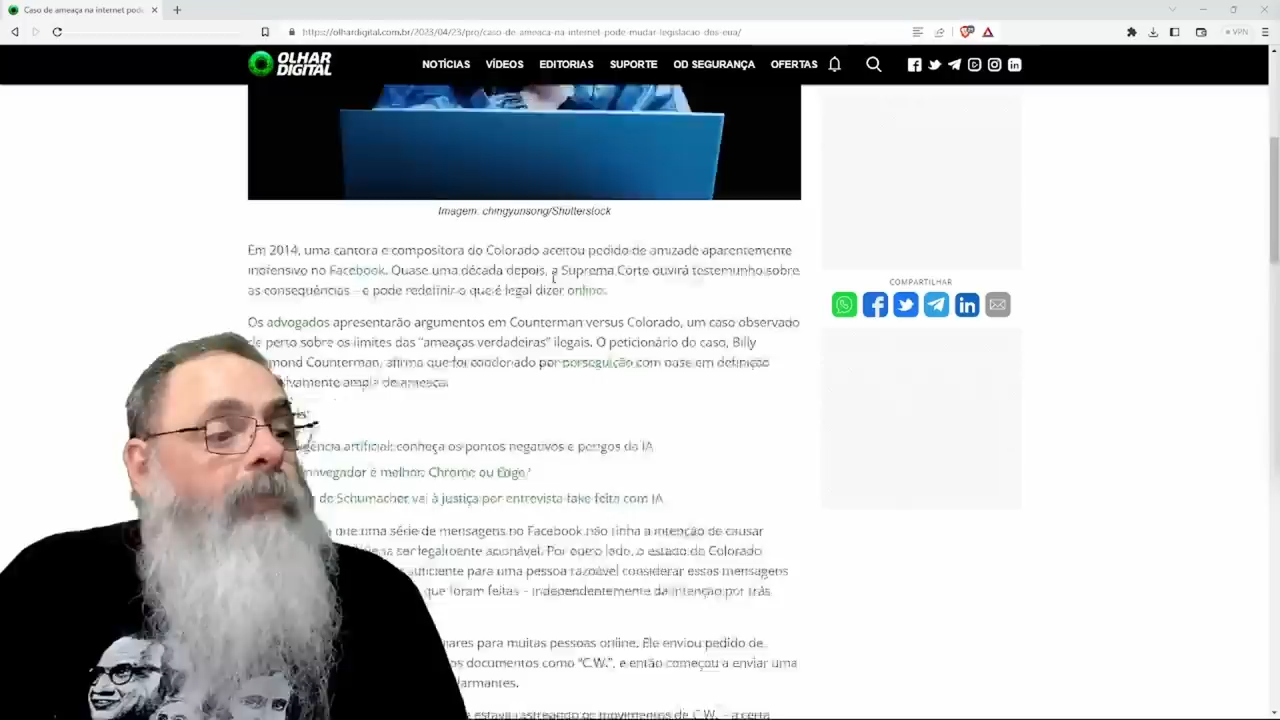 Caso de ameaça na internet pode
https://olhardigital.com.br/2023/04/23/pro/caso-de-ameaca-na-internet-pode-mudar-legislacao-dos-eua/
VPN
OLHAR DIGITAL
NOTÍCIAS VÍDEOS EDITORIAS SUPORTE OD SEGURANÇA OFERTAS
Imagem: chingyunsong/Shutterstock
Em 2014, uma cantora e compositora do Colorado aceitou pedido de amizade aparentemente
inofensivo no Facebook. Quase uma década depois, a Suprema Corte ouvirá testemunho sobre
as consequências – e pode redefinir o que é legal dizer online.
COMPARTILHAR
Os advogados apresentarão argumentos em Counterman versus Colorado, um caso observado
de perto sobre os limites das “ameaças verdadeiras” ilegais. O peticionário do caso, Billy
mond Counterman, afirma que foi condenado por perseguição com base em definição
sivamente ampla de ameaça.
gência artificial: conheça os pontos negativos e perigos da IA
navegador é melhor: Chrome ou Edge?
de Schumacher vai à justiça por entrevista fake feita com IA
que uma série de mensagens no Facebook não tinha a intenção de causar
ser legalmente acionável. Por outro lado, o estado do Colorado
suficiente para uma pessoa razoável considerar essas mensagens
que foram feitas – independentemente da intenção por trás
para muitas pessoas online. Ele enviou pedido de
os documentos como “C.W.”, e então começou a enviar uma
larmantes.
estava rastreando os movimentos de C.W. – a certa